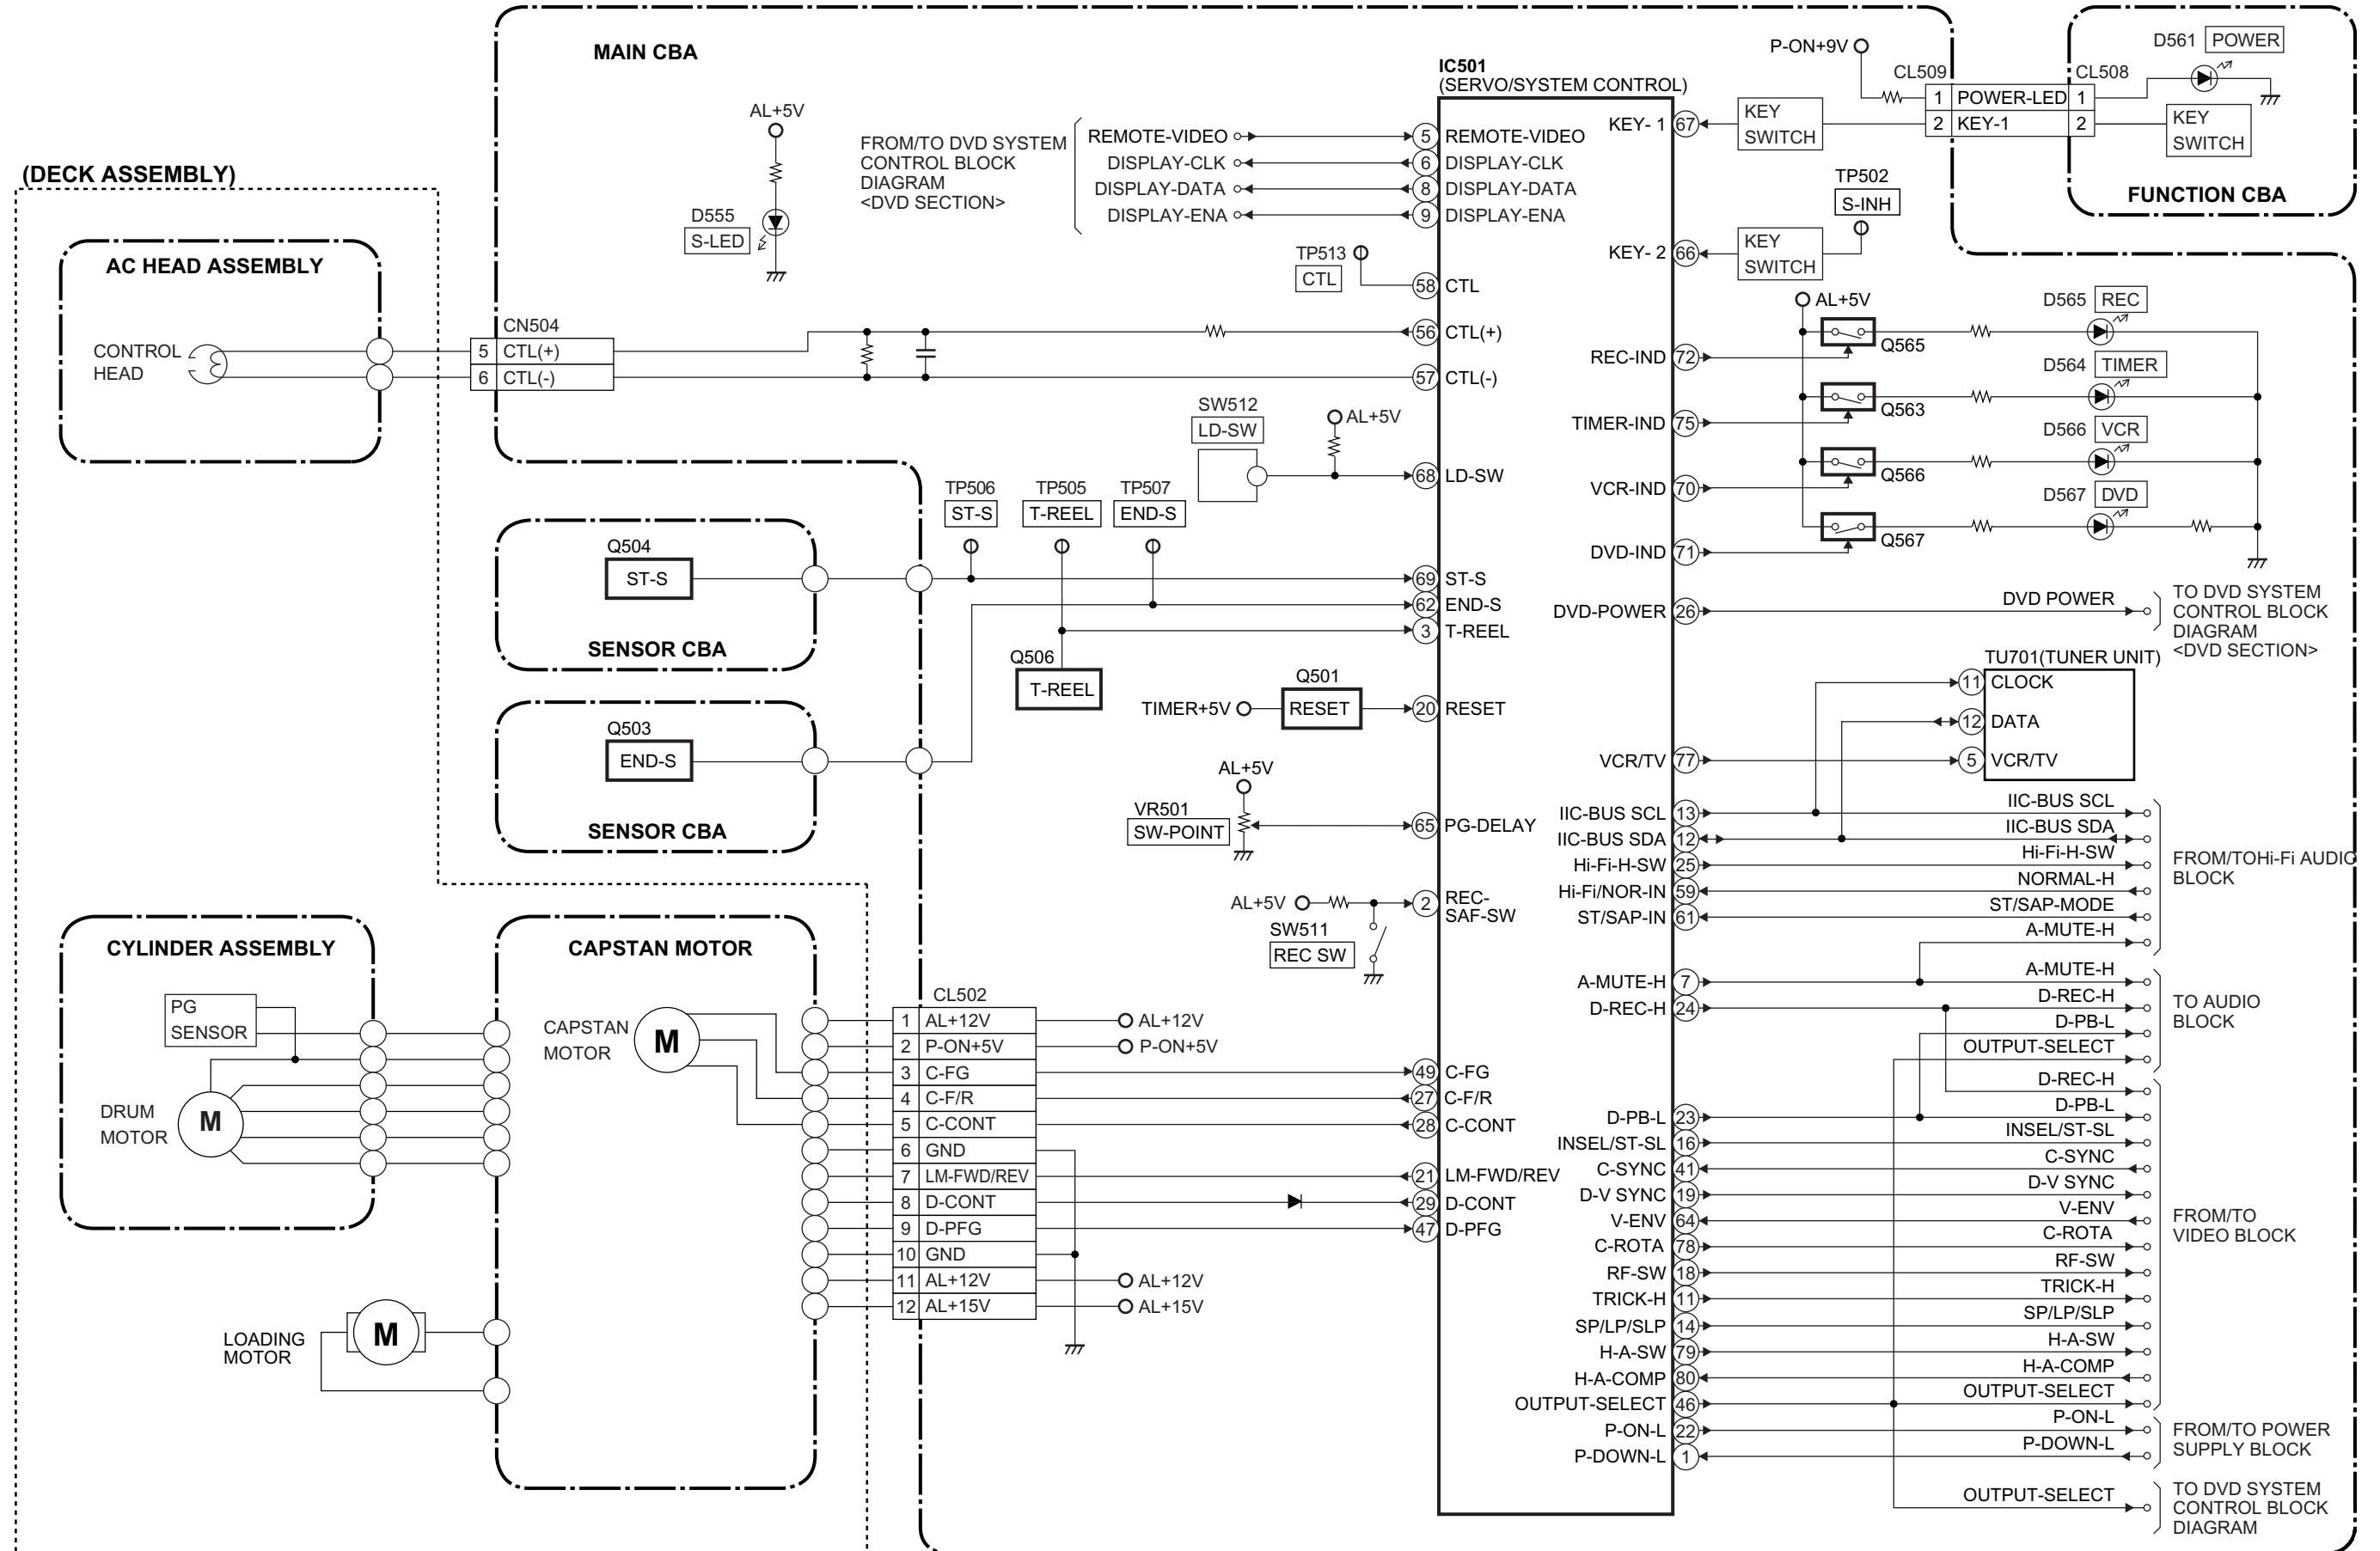 MAIN CBA
(DECK ASSEMBLY)
AC HEAD ASSEMBLY
CONTROL
HEAD
CN504
5 CTL(+)
6 CTL(-)
AL+5V
D555
S-LED
FROM/TO DVD SYSTEM
CONTROL BLOCK
DIAGRAM
<DVD SECTION>
REMOTE-VIDEO
DISPLAY-CLK
DISPLAY-DATA
DISPLAY-ENA
TP513
CTL
SW512
LD-SW
AL+5V
TP506
ST-S
TP505
T-REEL
TP507
END-S
Q504
ST-S
SENSOR CBA
Q503
END-S
SENSOR CBA
Q506
T-REEL
TIMER+5V
Q501
RESET
AL+5V
VR501
SW-POINT
AL+5V
SW511
REC SW
CYLINDER ASSEMBLY
PG
SENSOR
DRUM
MOTOR
M
LOADING
MOTOR
M
CAPSTAN MOTOR
CAPSTAN
MOTOR
M
CL502
1 AL+12V
2 P-ON+5V
3 C-FG
4 C-F/R
5 C-CONT
6 GND
7 LM-FWD/REV
8 D-CONT
9 D-PFG
10 GND
11 AL+12V
12 AL+15V
AL+12V
P-ON+5V
AL+12V
AL+15V
IC501
(SERVO/SYSTEM CONTROL)
5 REMOTE-VIDEO
6 DISPLAY-CLK
8 DISPLAY-DATA
9 DISPLAY-ENA
58 CTL
56 CTL(+)
57 CTL(-)
68 LD-SW
69 ST-S
62 END-S
3 T-REEL
20 RESET
65 PG-DELAY
2 REC-
SAF-SW
49 C-FG
27 C-F/R
28 C-CONT
21 LM-FWD/REV
29 D-CONT
47 D-PFG
KEY- 1 67
KEY- 2 66
REC-IND 72
TIMER-IND 75
VCR-IND 70
DVD-IND 71
DVD-POWER 26
VCR/TV 77
IIC-BUS SCL 13
IIC-BUS SDA 12
Hi-Fi-H-SW 25
Hi-Fi/NOR-IN 59
ST/SAP-IN 61
A-MUTE-H 7
D-REC-H 24
D-PB-L 23
INSEL/ST-SL 16
C-SYNC 41
D-V SYNC 19
V-ENV 64
C-ROTA 78
RF-SW 18
TRICK-H 11
SP/LP/SLP 14
H-A-SW 79
H-A-COMP 80
OUTPUT-SELECT 46
P-ON-L 22
P-DOWN-L 1
P-ON+9V
KEY
SWITCH
CL509
CL508
1 POWER-LED 1
2 KEY-1 2
D561 POWER
KEY
SWITCH
FUNCTION CBA
TP502
S-INH
KEY
SWITCH
AL+5V
Q565
D565 REC
Q563
D564 TIMER
Q566
D566 VCR
Q567
D567 DVD
DVD POWER
TO DVD SYSTEM
CONTROL BLOCK
DIAGRAM
<DVD SECTION>
TU701(TUNER UNIT)
11 CLOCK
12 DATA
5 VCR/TV
IIC-BUS SCL
IIC-BUS SDA
Hi-Fi-H-SW
NORMAL-H
ST/SAP-MODE
A-MUTE-H
FROM/TOHi-Fi AUDIO
BLOCK
A-MUTE-H
D-REC-H
D-PB-L
OUTPUT-SELECT
TO AUDIO
BLOCK
D-REC-H
D-PB-L
INSEL/ST-SL
C-SYNC
D-V SYNC
V-ENV
C-ROTA
RF-SW
TRICK-H
SP/LP/SLP
H-A-SW
H-A-COMP
OUTPUT-SELECT
FROM/TO
VIDEO BLOCK
P-ON-L
P-DOWN-L
FROM/TO POWER
SUPPLY BLOCK
OUTPUT-SELECT
TO DVD SYSTEM
CONTROL BLOCK
DIAGRAM